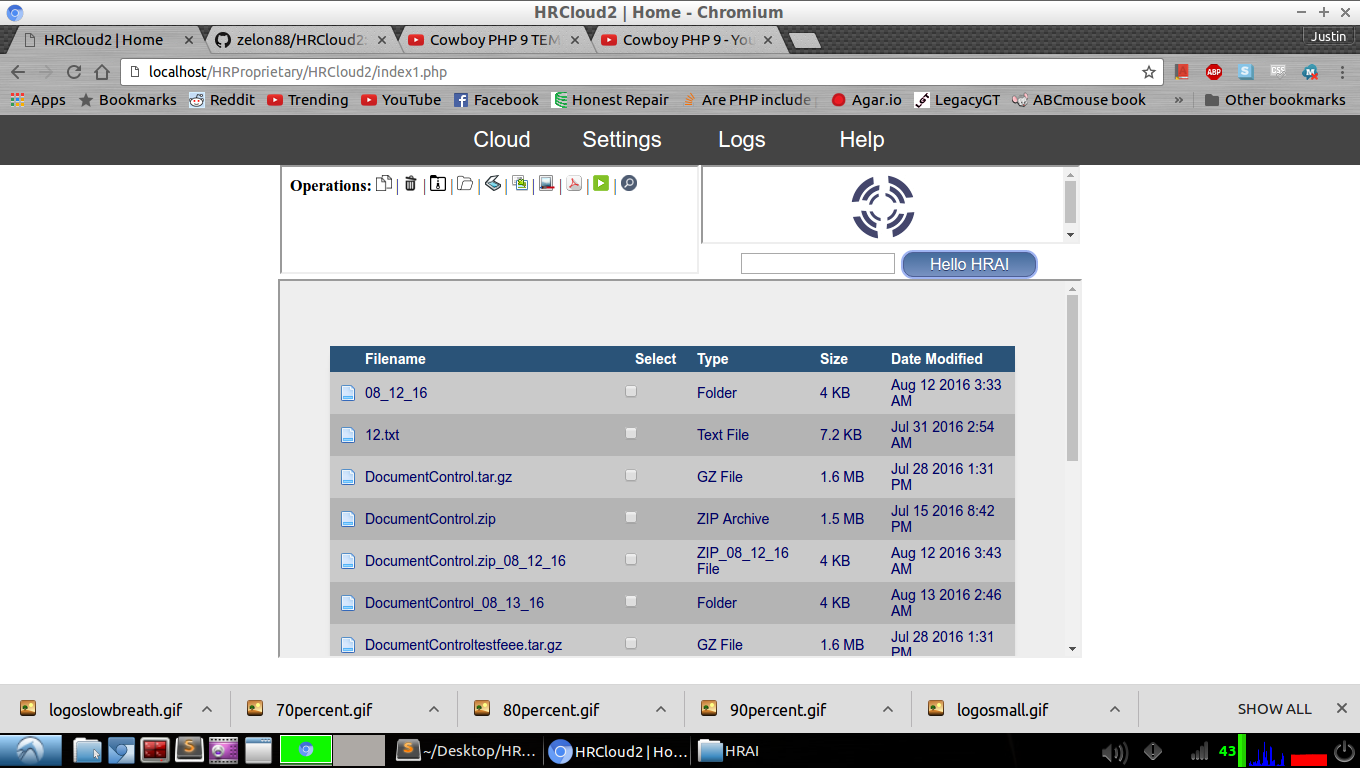 HRCloud2 | Home - Chromium
HRCloud2 | Home
zelon88/HRCloud2:
Cowboy PHP 9 TEM
Cowboy PHP 9 - You
Justin
localhost/HRProprietary/HRCloud2/index1.php
ABP
Apps
Bookmarks
Reddit
Trending
YouTube
Facebook
Honest Repair
Are PHP include
Agar.io
LegacyGT
ABCmouse book
»
Other bookmarks
Cloud
Settings
Logs
Help
Operations: | | | | | | | | |
Hello HRAI
Filename Select Type Size Date Modified
08_12_16 Folder 4 KB Aug 12 2016 3:33
AM
12.txt Text File 7.2 KB Jul 31 2016 2:54
AM
DocumentControl.tar.gz GZ File 1.6 MB Jul 28 2016 1:31
PM
DocumentControl.zip ZIP Archive 1.5 MB Jul 15 2016 8:42
PM
DocumentControl.zip_08_12_16 ZIP_08_12_16
File 4 KB Aug 12 2016 3:43
AM
DocumentControl_08_13_16 Folder 4 KB Aug 13 2016 2:46
AM
DocumentControltestfeee.tar.gz GZ File 1.6 MB Jul 28 2016 1:31
PM
logoslowbreath.gif
70percent.gif
80percent.gif
90percent.gif
logosmall.gif
SHOW ALL
~/Desktop/HR...
HRCloud2 | Ho...
HRAI
43